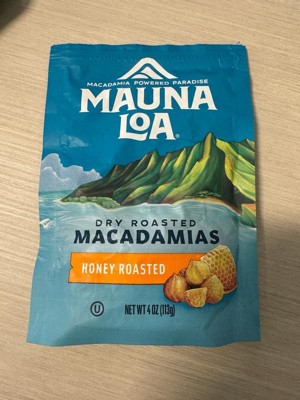 MACADAMIA POWERED PARADISE
MAUNA
LOA®
DRY ROASTED
MACADAMIAS
HONEY ROASTED
U
NET WT 4 OZ (113g)